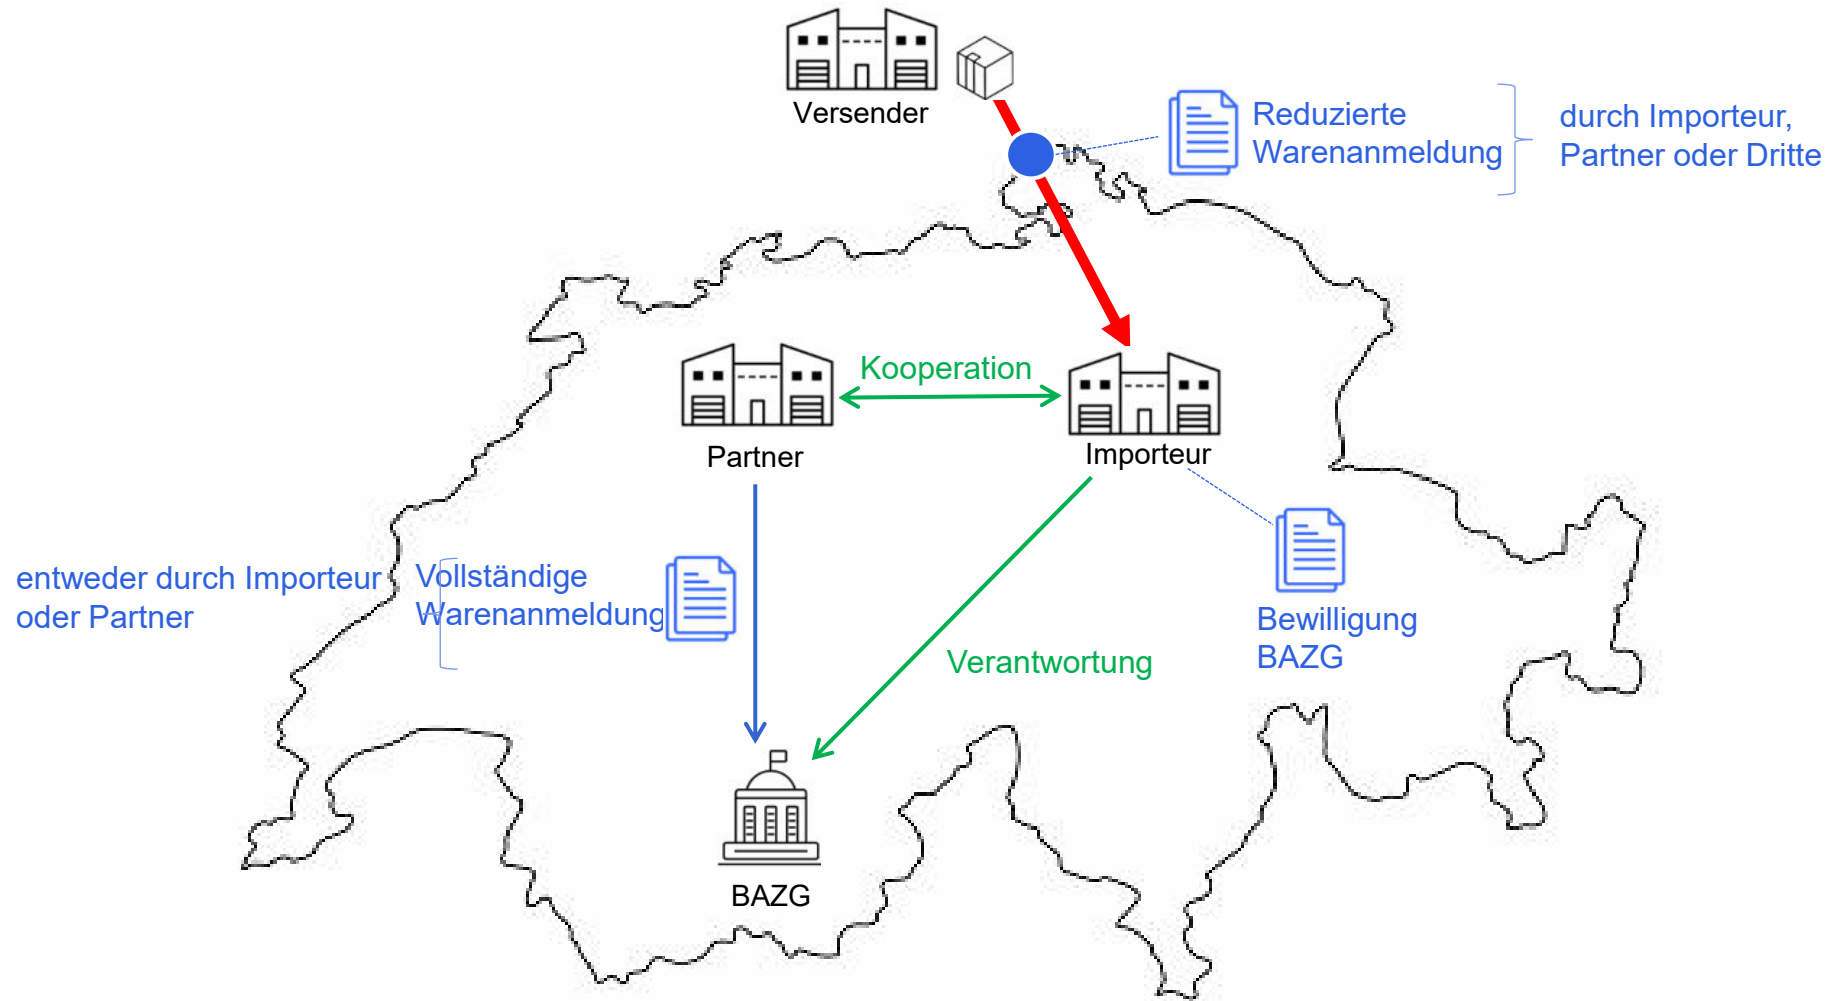 Versender
Reduzierte
Warenanmeldung
durch Importeur,
Partner oder Dritte
Kooperation
Partner
Importeur
entweder durch Importeur
oder Partner
Vollständige
Warenanmeldung
Bewilligung
BAZG
Verantwortung
BAZG